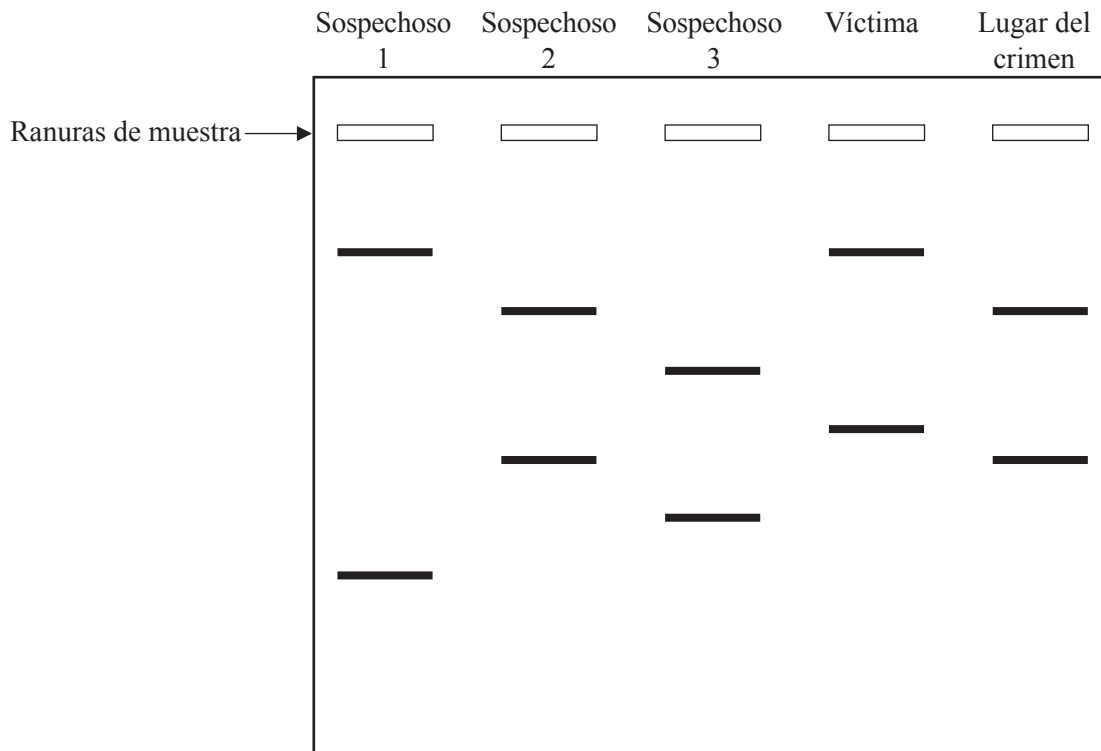 Sospechoso 1
Sospechoso 2
Sospechoso 3
Víctima
Lugar del crimen
Ranuras de muestra